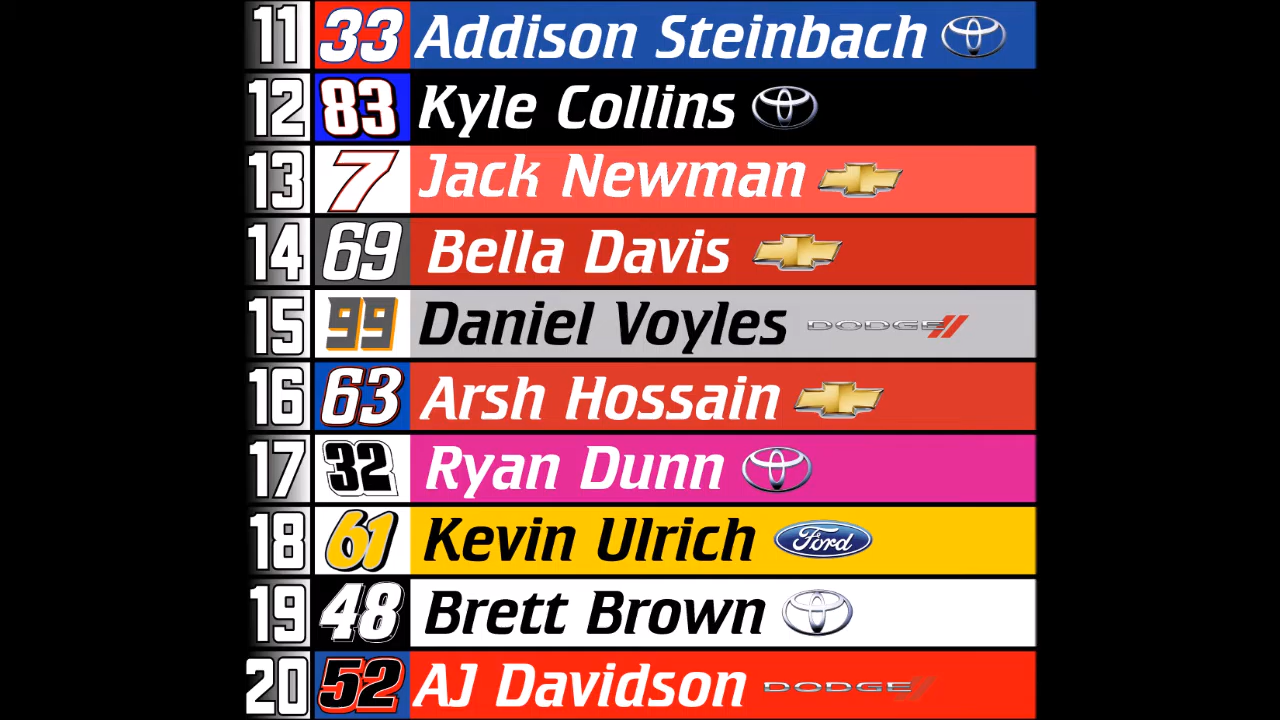 11 33 Addison Steinbach
12 83 Kyle Collins
13 7 Jack Newman
14 69 Bella Davis
15 99 Daniel Voyles DODGE
16 63 Arsh Hossain
17 32 Ryan Dunn
18 61 Kevin Ulrich Ford
19 48 Brett Brown
20 52 AJ Davidson DODGE